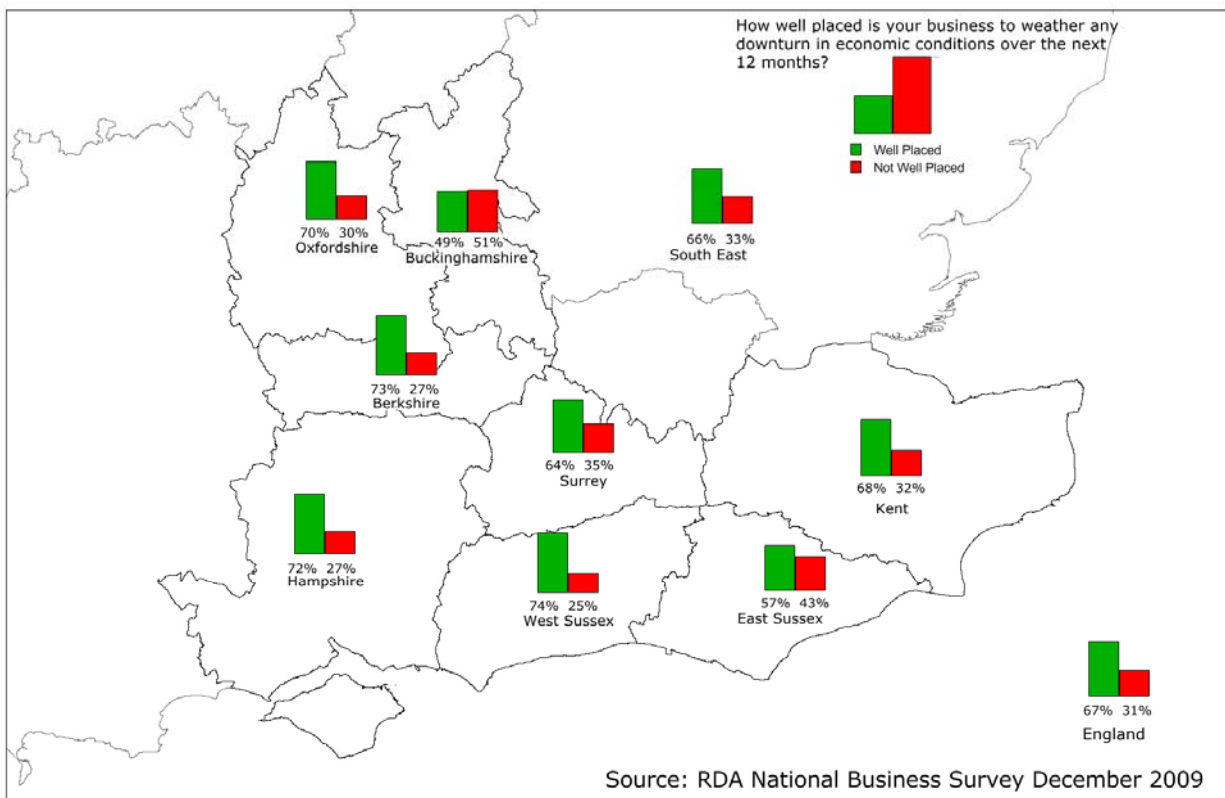 How well placed is your business to weather any
downturn in economic conditions over the next
12 months?
Well Placed
Not Well Placed
70% 30%
Oxfordshire
49% 51%
Buckinghamshire
66% 33%
South East
73% 27%
Berkshire
64% 35%
Surrey
68% 32%
Kent
72% 27%
Hampshire
74% 25%
West Sussex
57% 43%
East Sussex
67% 31%
England
Source: RDA National Business Survey December 2009